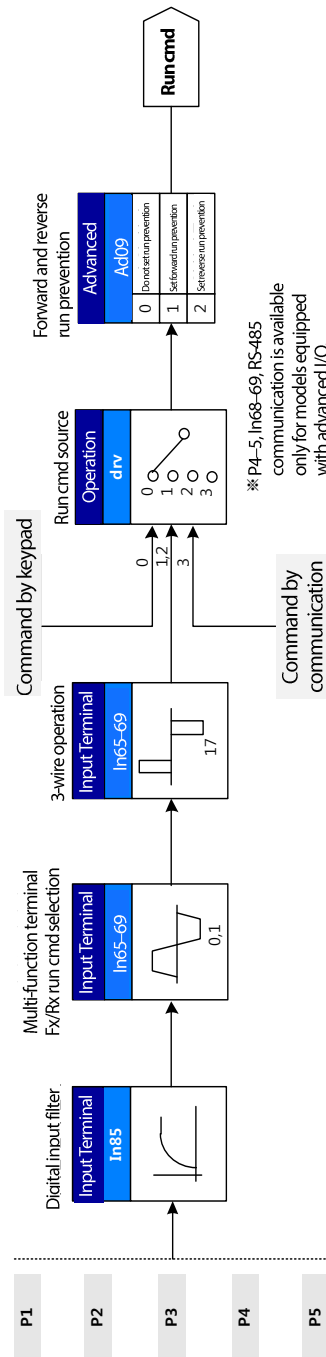 P1
P2
P3
P4
P5
Digital input filter
Input Terminal
In85
Multi-function terminal
Fx/Rx run cmd selection
Input Terminal
In65–69
0,1
3-wire operation
Input Terminal
In65–69
17
Command by keypad
0
1,2
3
Command by
communication
Run cmd source
Operation
drv
0
1
2
3
Forward and reverse
run prevention
Advanced
Ad09
0 Do not set run prevention
1 Set forward run prevention
2 Set reverse run prevention
Run cmd
※ P4–5, In68–69, RS-485
communication is available
only for models equipped
with advanced I/O